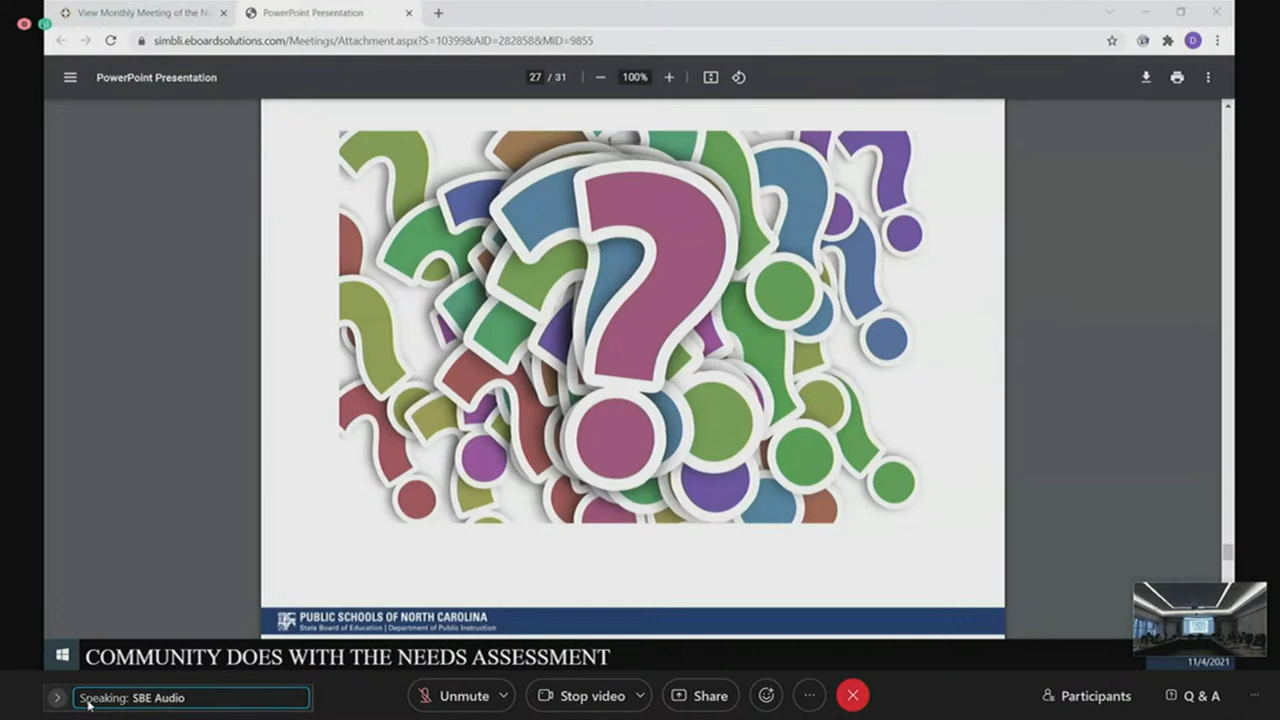 View Monthly Meeting of the N
PowerPoint Presentation
simbli.eboardsolutions.com/Meetings/Attachment.aspx?S=10399&AID=282858&MID=9855
D
PowerPoint Presentation
27 / 31
100%
PUBLIC SCHOOLS OF NORTH CAROLINA
State Board of Education | Department of Public Instruction
COMMUNITY DOES WITH THE NEEDS ASSESSMENT
11/4/2021
Speaking: SBE Audio
Unmute
Stop video
Share
Participants
Q & A